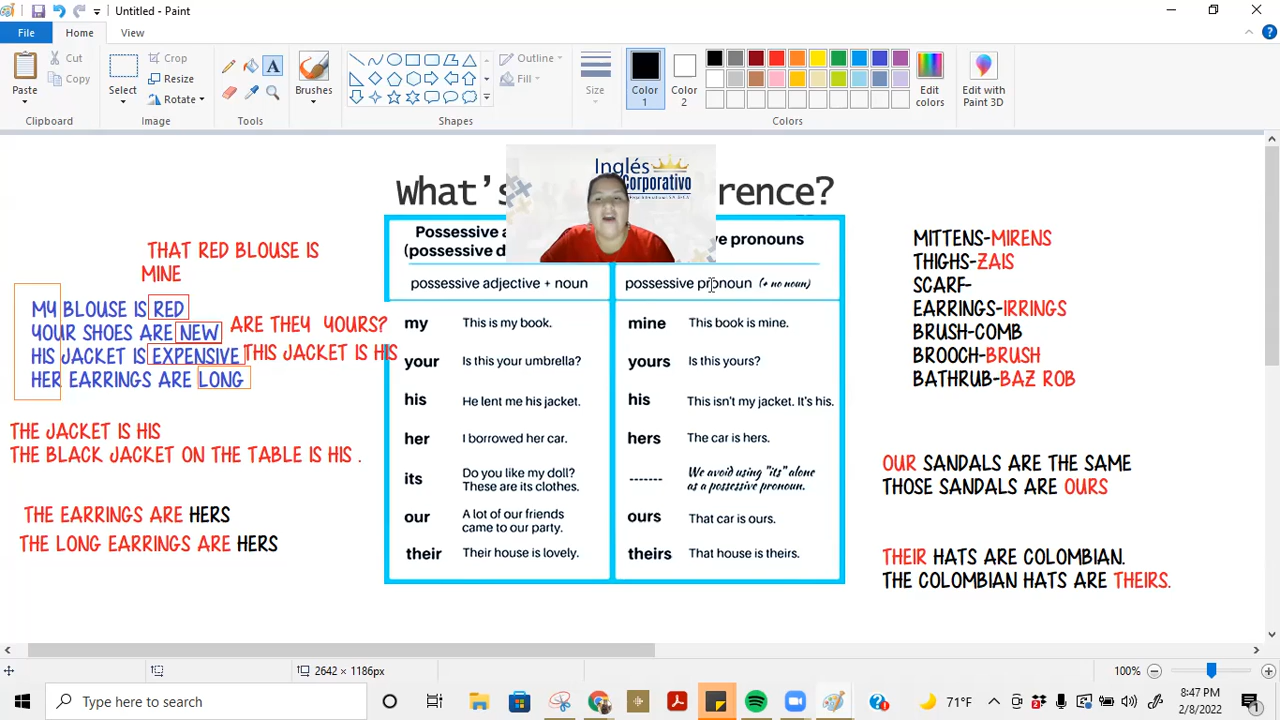 Untitled - Paint
File
Home
View
Cut
Copy
Paste
Clipboard
Crop
Resize
Rotate
Select
Image
Tools
Brushes
Outline
Fill
Shapes
Size
Color 1
Color 2
Edit colors
Edit with Paint 3D
Colors
Inglés
Corporativo
What's
rence?
Possessive a
(possessive d
ve pronouns
possessive adjective + noun
possessive pronoun (+ no noun)
my This is my book.
mine This book is mine.
your Is this your umbrella?
yours Is this yours?
his He lent me his jacket.
his This isn't my jacket. It's his.
her I borrowed her car.
hers The car is hers.
its Do you like my doll?
These are its clothes.
------- We avoid using "its" alone
as a possessive pronoun.
our A lot of our friends
came to our party.
ours That car is ours.
their Their house is lovely.
theirs That house is theirs.
THAT RED BLOUSE IS
MINE
MY BLOUSE IS RED
YOUR SHOES ARE NEW
ARE THEY YOURS?
HIS JACKET IS EXPENSIVE
THIS JACKET IS HIS
HER EARRINGS ARE LONG
THE JACKET IS HIS
THE BLACK JACKET ON THE TABLE IS HIS .
THE EARRINGS ARE HERS
THE LONG EARRINGS ARE HERS
MITTENS-MIRENS
THIGHS-ZAIS
SCARF-
EARRINGS-IRRINGS
BRUSH-COMB
BROOCH-BRUSH
BATHRUB-BAZ ROB
OUR SANDALS ARE THE SAME
THOSE SANDALS ARE OURS
THEIR HATS ARE COLOMBIAN.
THE COLOMBIAN HATS ARE THEIRS.
2642 × 1186px
100%
Type here to search
71°F
8:47 PM
2/8/2022